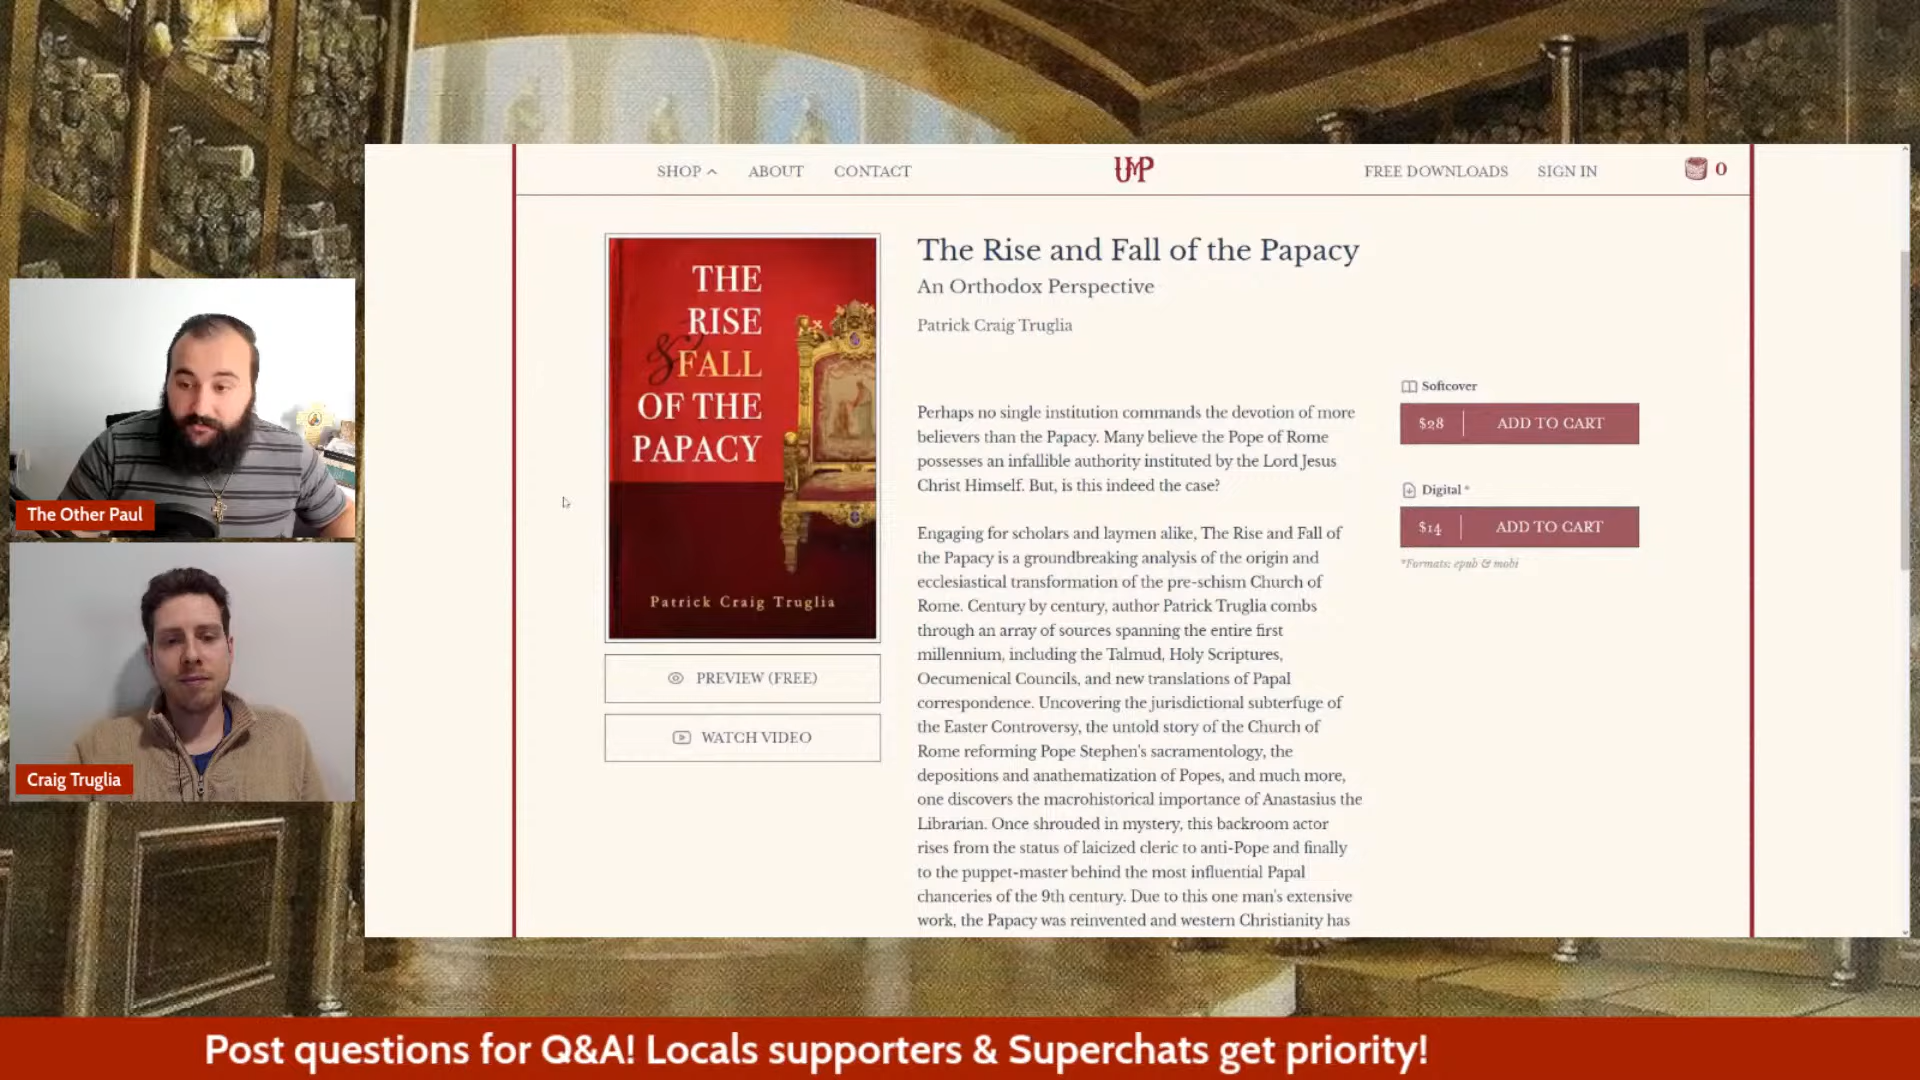 SHOP
ABOUT
CONTACT
UMP
FREE DOWNLOADS
SIGN IN
0
THE
RISE
& FALL
OF THE
PAPACY
Patrick Craig Truglia
PREVIEW (FREE)
WATCH VIDEO
The Rise and Fall of the Papacy
An Orthodox Perspective
Patrick Craig Truglia
Perhaps no single institution commands the devotion of more
believers than the Papacy. Many believe the Pope of Rome
possesses an infallible authority instituted by the Lord Jesus
Christ Himself. But, is this indeed the case?
Engaging for scholars and laymen alike, The Rise and Fall of
the Papacy is a groundbreaking analysis of the origin and
ecclesiastical transformation of the pre-schism Church of
Rome. Century by century, author Patrick Truglia combs
through an array of sources spanning the entire first
millennium, including the Talmud, Holy Scriptures,
Oecumenical Councils, and new translations of Papal
correspondence. Uncovering the jurisdictional subterfuge of
the Easter Controversy, the untold story of the Church of
Rome reforming Pope Stephen's sacramentology, the
depositions and anathematization of Popes, and much more,
one discovers the macrohistorical importance of Anastasius the
Librarian. Once shrouded in mystery, this backroom actor
rises from the status of laicized cleric to anti-Pope and finally
to the puppet-master behind the most influential Papal
chanceries of the 9th century. Due to this one man's extensive
work, the Papacy was reinvented and western Christianity has
Softcover
$28
ADD TO CART
Digital *
$14
ADD TO CART
*Formats: epub & mobi
The Other Paul
Craig Truglia
Post questions for Q&A! Locals supporters & Superchats get priority!